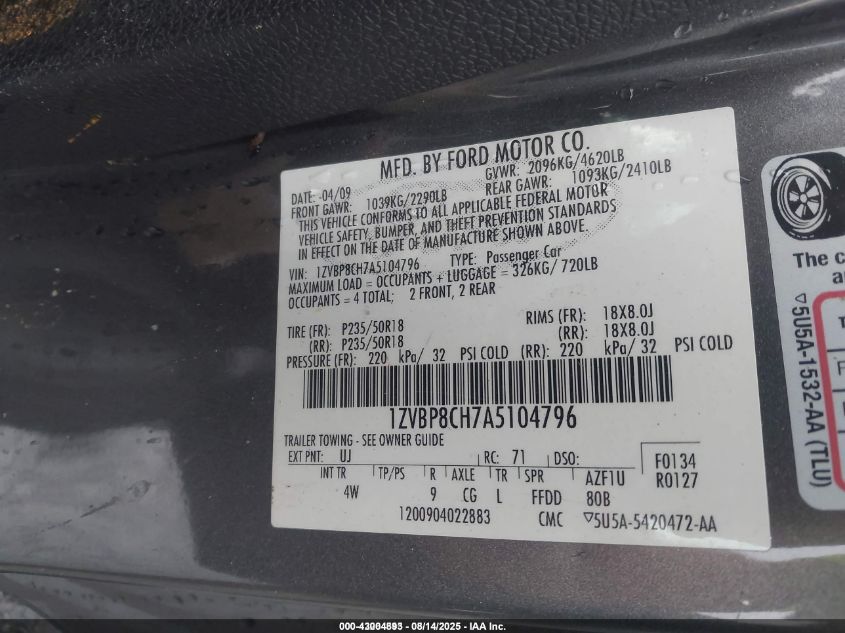 MFD. BY FORD MOTOR CO.
DATE: -04/09 GVWR: 2096KG/4620LB
FRONT GAWR: 1039KG/2290LB REAR GAWR: 1093KG/2410LB
THIS VEHICLE CONFORMS TO ALL APPLICABLE FEDERAL MOTOR
VEHICLE SAFETY, BUMPER, AND THEFT PREVENTION STANDARDS
IN EFFECT ON THE DATE OF MANUFACTURE SHOWN ABOVE.
VIN: 1ZVBP8CH7A5104796 TYPE: Passenger Car
MAXIMUM LOAD = OCCUPANTS + LUGGAGE = 326KG/720LB
OCCUPANTS = 4 TOTAL; 2 FRONT, 2 REAR
TIRE (FR): P235/50R18 RIMS (FR): 18X8.0J
(RR): P235/50R18 (RR): 18X8.0J
PRESSURE (FR): 220 kPa/ 32 PSI COLD (RR): 220 kPa/ 32 PSI COLD
1ZVBP8CH7A5104796
TRAILER TOWING - SEE OWNER GUIDE
EXT PNT: UJ RC: 71 DSO: F0134
INT TR TP/PS R AXLE TR SPR AZF1U R0127
4W 9 CG L FFDD 80B
1200904022883 CMC ▽5U5A-5420472-AA
The c
a
▽5U5A-1532-AA (TLU)
000-43004893 - 08/14/2025 - IAA Inc.